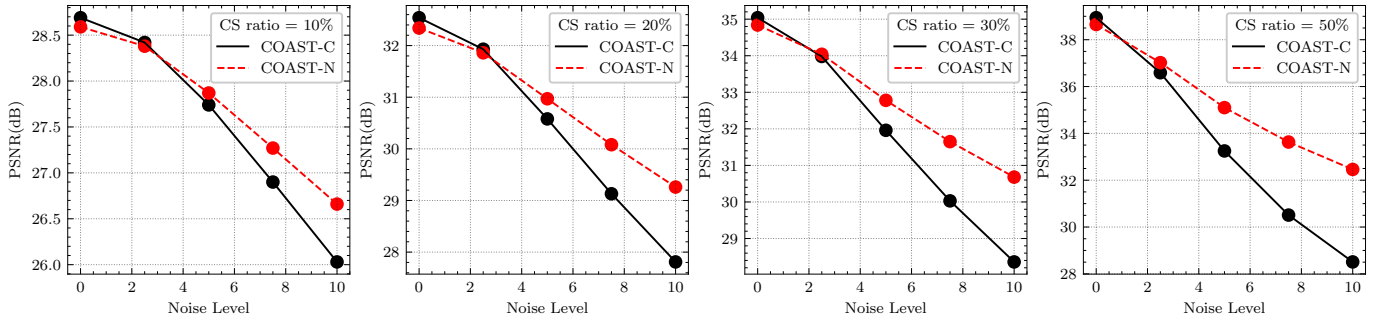 CS ratio = 10%
COAST-C
COAST-N
PSNR(dB)
28.5
28.0
27.5
27.0
26.5
26.0
0 2 4 6 8 10
Noise Level
CS ratio = 20%
COAST-C
COAST-N
PSNR(dB)
32
31
30
29
28
0 2 4 6 8 10
Noise Level
CS ratio = 30%
COAST-C
COAST-N
PSNR(dB)
35
34
33
32
31
30
29
0 2 4 6 8 10
Noise Level
CS ratio = 50%
COAST-C
COAST-N
PSNR(dB)
38
36
34
32
30
28
0 2 4 6 8 10
Noise Level